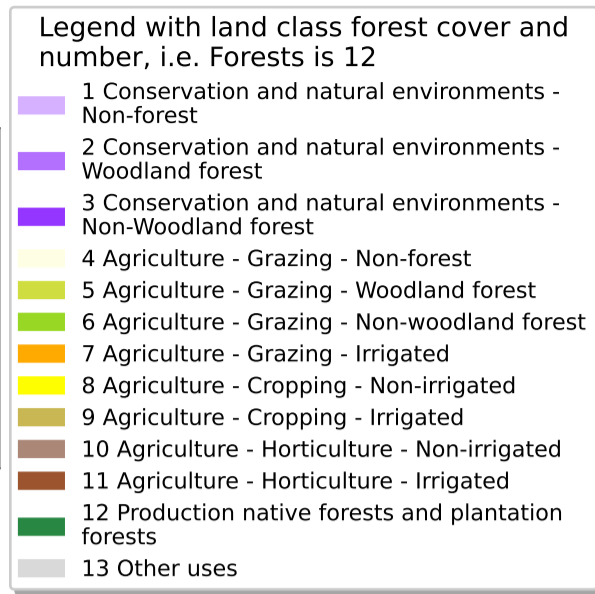 Legend with land class forest cover and
number, i.e. Forests is 12
1 Conservation and natural environments -
Non-forest
2 Conservation and natural environments -
Woodland forest
3 Conservation and natural environments -
Non-Woodland forest
4 Agriculture - Grazing - Non-forest
5 Agriculture - Grazing - Woodland forest
6 Agriculture - Grazing - Non-woodland forest
7 Agriculture - Grazing - Irrigated
8 Agriculture - Cropping - Non-irrigated
9 Agriculture - Cropping - Irrigated
10 Agriculture - Horticulture - Non-irrigated
11 Agriculture - Horticulture - Irrigated
12 Production native forests and plantation
forests
13 Other uses